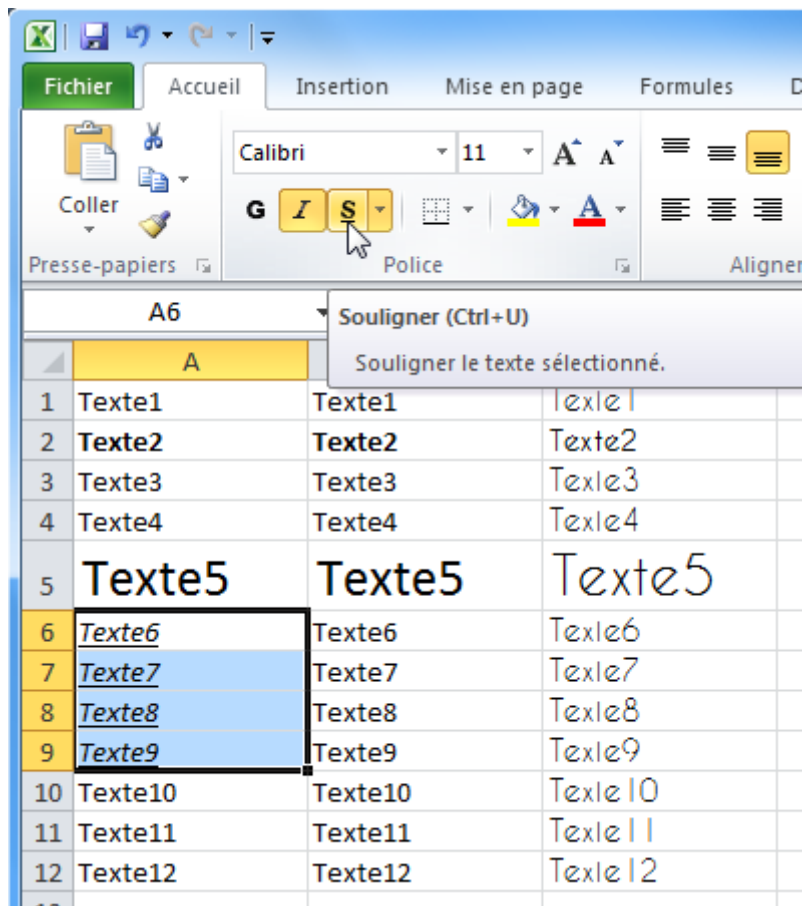 Fichier Accueil Insertion Mise en page Formules D
Calibri 11 A A
Coller
G I S A
Presse-papiers Police Aligner
A6
Souligner (Ctrl+U)
Souligner le texte sélectionné.
A
1 Texte1 Texte1 Texte1
2 Texte2 Texte2 Texte2
3 Texte3 Texte3 Texte3
4 Texte4 Texte4 Texte4
5 Texte5 Texte5 Texte5
6 Texte6 Texte6 Texte6
7 Texte7 Texte7 Texte7
8 Texte8 Texte8 Texte8
9 Texte9 Texte9 Texte9
10 Texte10 Texte10 Texte10
11 Texte11 Texte11 Texte11
12 Texte12 Texte12 Texte12